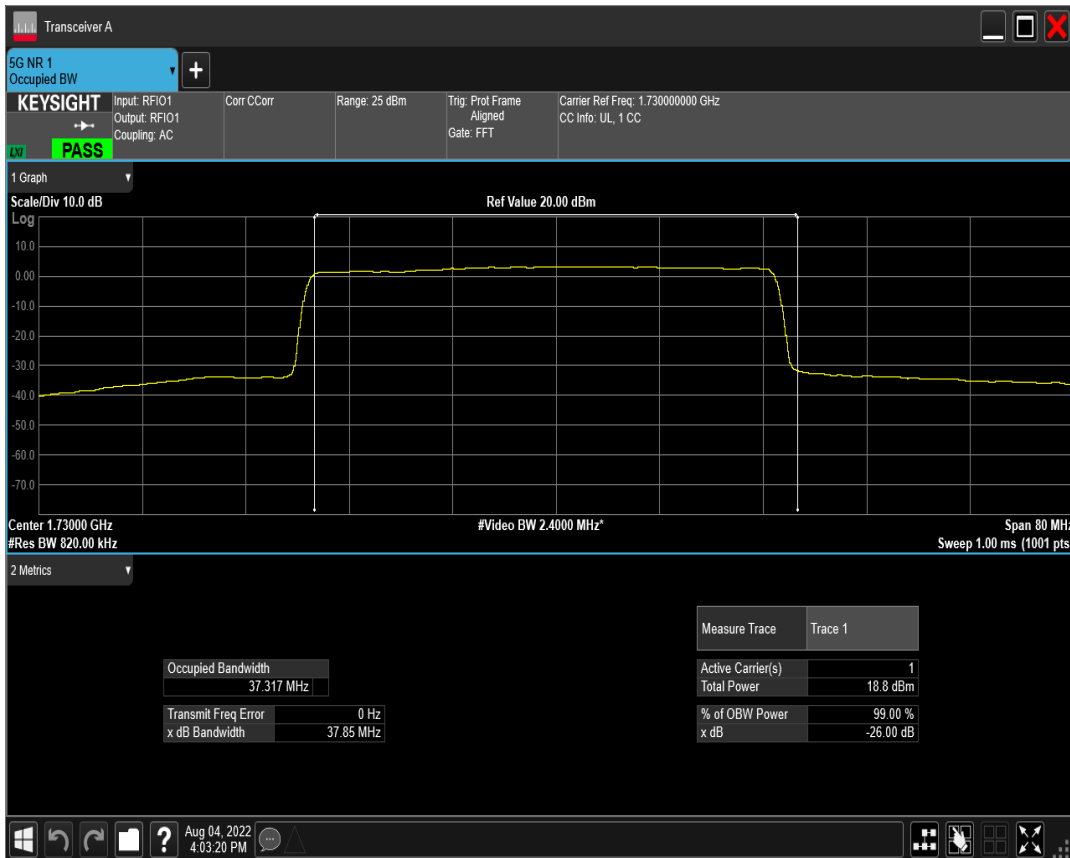 Transceiver A
5G NR 1
Occupied BW
KEYSIGHT
LXI
PASS
Input: RFIO1
Output: RFIO1
Coupling: AC
Corr CCorr
Range: 25 dBm
Trig: Prot Frame
Aligned
Gate: FFT
Carrier Ref Freq: 1.730000000 GHz
CC Info: UL, 1 CC
1 Graph
Scale/Div 10.0 dB
Ref Value 20.00 dBm
Log
10.0
0.00
-10.0
-20.0
-30.0
-40.0
-50.0
-60.0
-70.0
Center 1.73000 GHz
#Video BW 2.4000 MHz*
Span 80 MHz
#Res BW 820.00 kHz
Sweep 1.00 ms (1001 pts
2 Metrics
Measure Trace Trace 1
Occupied Bandwidth
37.317 MHz
Active Carrier(s) 1
Total Power 18.8 dBm
Transmit Freq Error 0 Hz
x dB Bandwidth 37.85 MHz
% of OBW Power 99.00 %
x dB -26.00 dB
?
Aug 04, 2022
4:03:20 PM